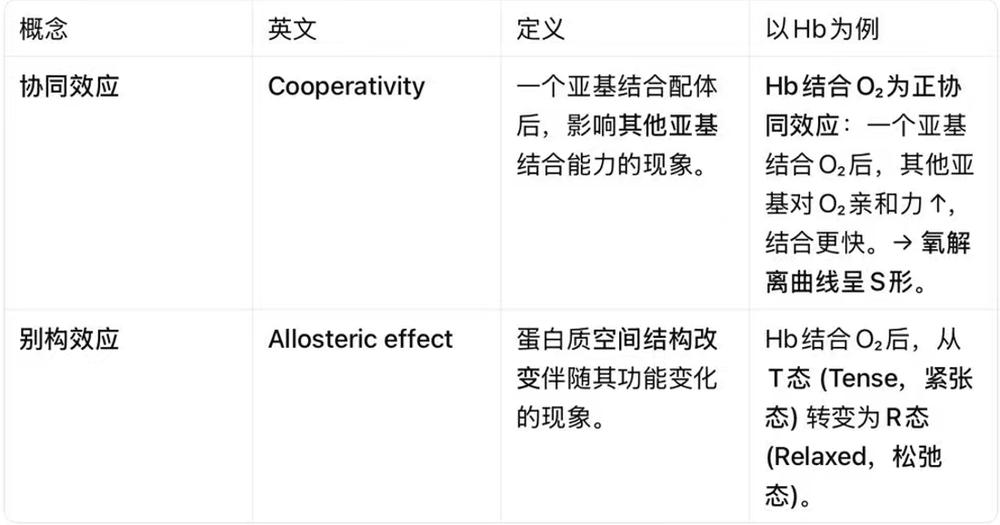 概念 英文 定义 以Hb为例
协同效应
Cooperativity
一个亚基结合配体
后，影响其他亚基
结合能力的现象。
Hb结合O₂为正协
同效应：一个亚基
结合O₂后，其他亚
基对O₂亲和力↑，
结合更快。→ 氧解
离曲线呈S形。
别构效应
Allosteric effect
蛋白质空间结构改
变伴随其功能变化
的现象。
Hb结合O₂后，从
T态 (Tense，紧张
态) 转变为R态
(Relaxed，松弛
态)。